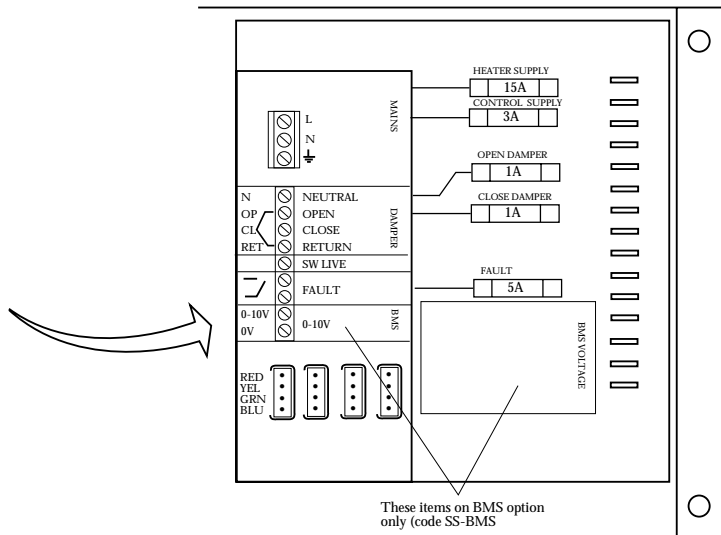 HEATER SUPPLY
15A
CONTROL SUPPLY
3A
MAINS
L
N
OPEN DAMPER
1A
CLOSE DAMPER
1A
N
NEUTRAL
OP
OPEN
CL
CLOSE
RET
RETURN
DAMPER
SW LIVE
FAULT
FAULT
5A
0-10V
0V
0-10V
BMS
BMS VOLTAGE
RED
YEL
GRN
BLU
These items on BMS option
only (code SS-BMS